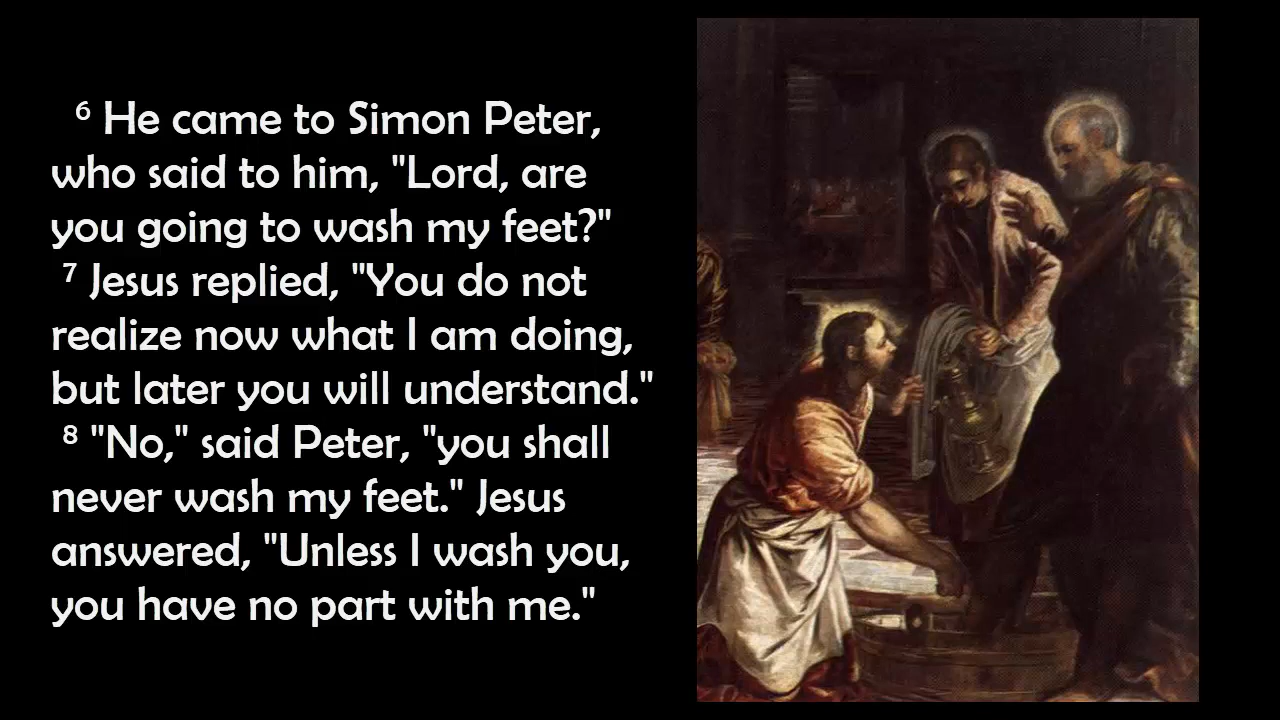 ⁶ He came to Simon Peter,
who said to him, "Lord, are
you going to wash my feet?"
⁷ Jesus replied, "You do not
realize now what I am doing,
but later you will understand."
⁸ "No," said Peter, "you shall
never wash my feet." Jesus
answered, "Unless I wash you,
you have no part with me."